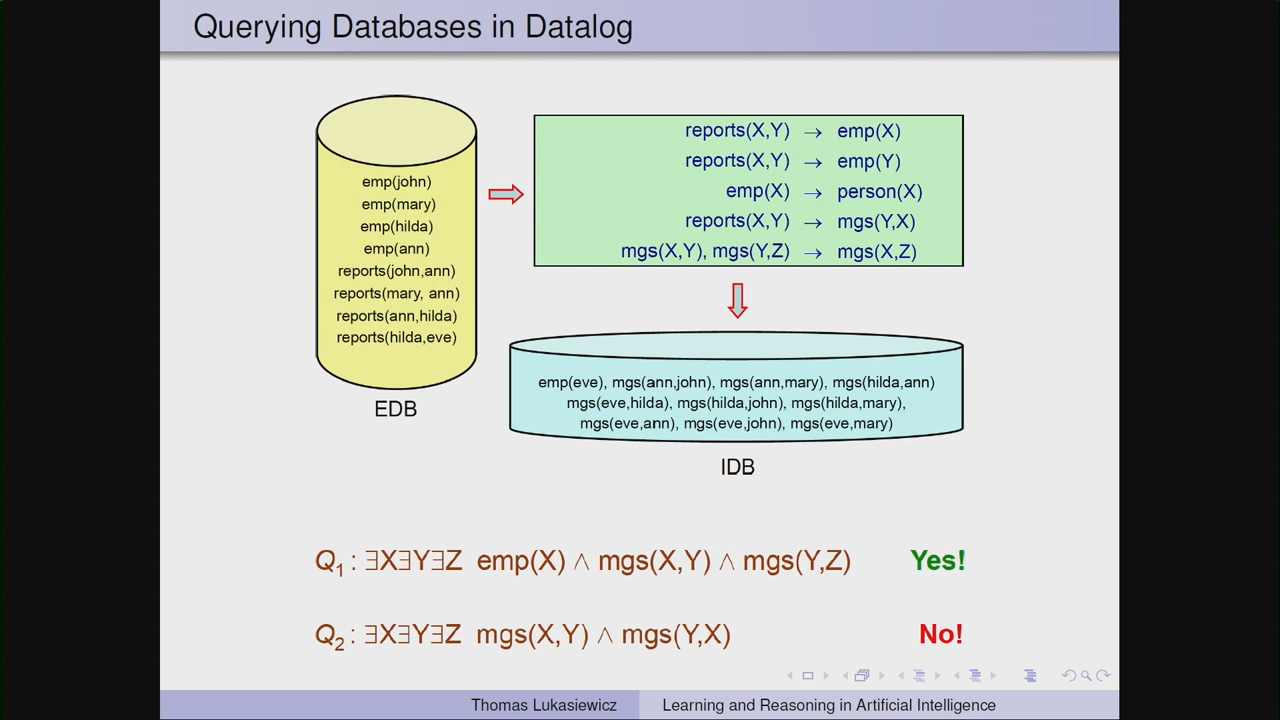 Querying Databases in Datalog
emp(john)
emp(mary)
emp(hilda)
emp(ann)
reports(john,ann)
reports(mary, ann)
reports(ann,hilda)
reports(hilda,eve)
EDB
reports(X,Y) → emp(X)
reports(X,Y) → emp(Y)
emp(X) → person(X)
reports(X,Y) → mgs(Y,X)
mgs(X,Y), mgs(Y,Z) → mgs(X,Z)
emp(eve), mgs(ann,john), mgs(ann,mary), mgs(hilda,ann)
mgs(eve,hilda), mgs(hilda,john), mgs(hilda,mary),
mgs(eve,ann), mgs(eve,john), mgs(eve,mary)
IDB
Q1 : ∃X∃Y∃Z emp(X) ∧ mgs(X,Y) ∧ mgs(Y,Z) Yes!
Q2 : ∃X∃Y∃Z mgs(X,Y) ∧ mgs(Y,X) No!
Thomas Lukasiewicz Learning and Reasoning in Artificial Intelligence